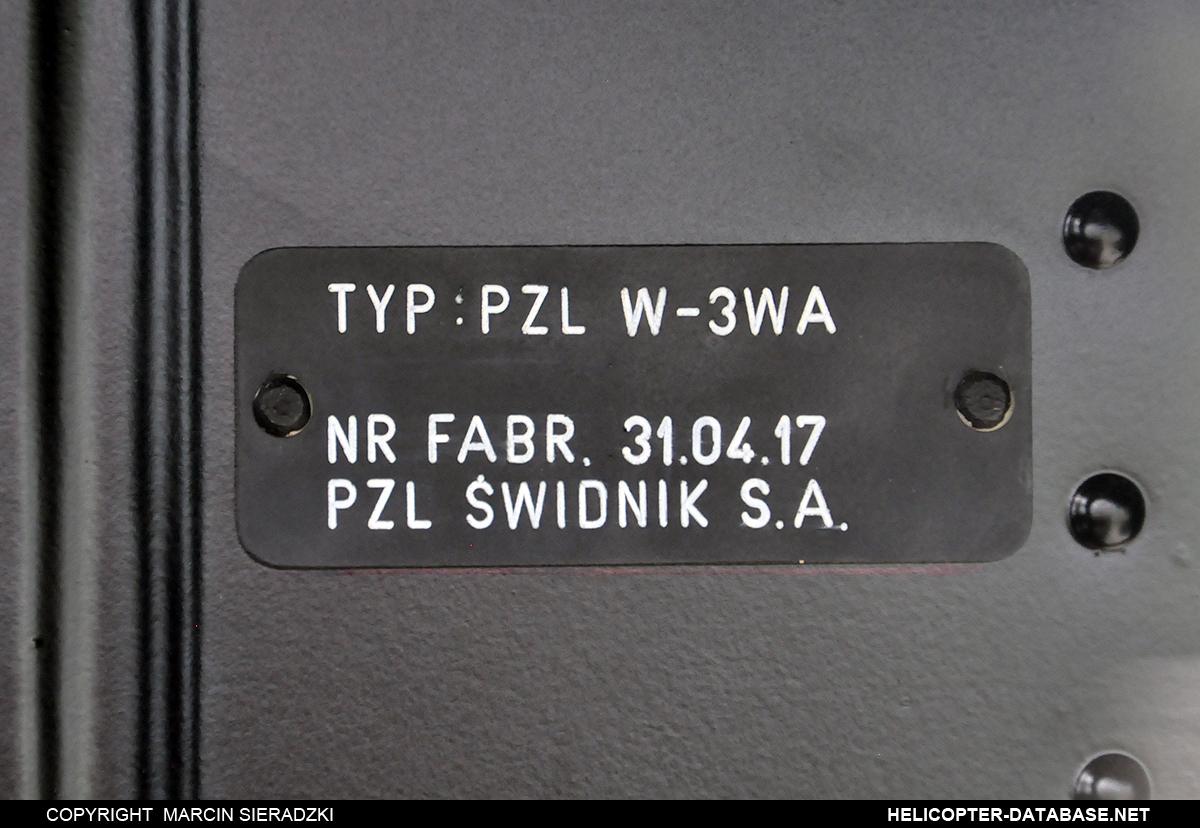 TYP: PZL W-3WA
NR FABR. 31.04.17
PZL ŚWIDNIK S.A.
COPYRIGHT MARCIN SIERADZKI
HELICOPTER-DATABASE.NET